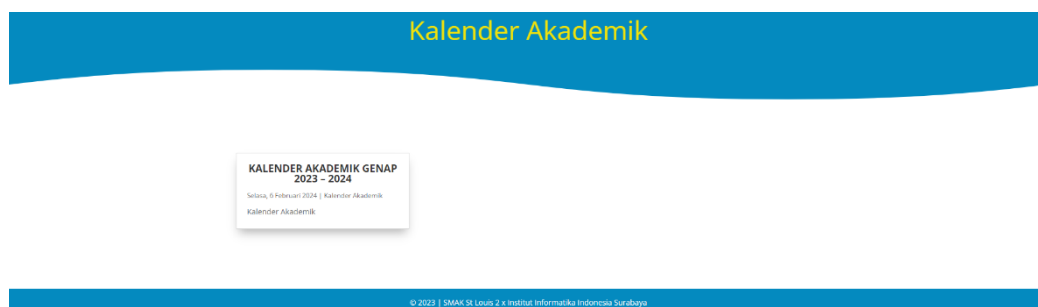 Kalender Akademik
KALENDER AKADEMIK GENAP
2023 – 2024
Selasa, 6 Februari 2024 | Kalender Akademik
Kalender Akademik
© 2023 | SMAK St Louis 2 x Institut Informatika Indonesia Surabaya